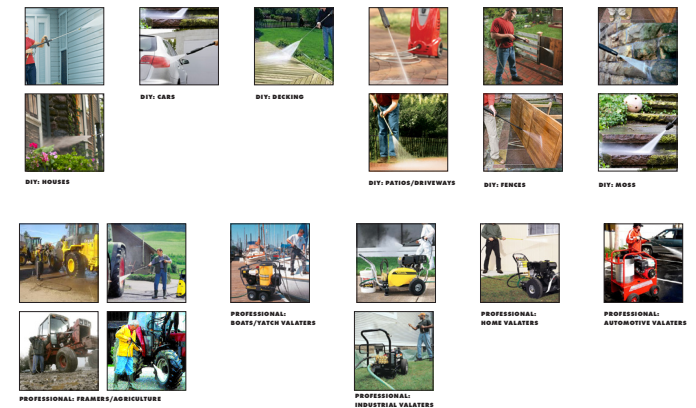 DIY: CARS
DIY: DECKING
DIY: HOUSES
DIY: PATIOS/DRIVEWAYS
DIY: FENCES
DIY: MOSS
PROFESSIONAL:
BOATS/YATCH VALATERS
PROFESSIONAL:
HOME VALATERS
PROFESSIONAL:
AUTOMOTIVE VALATERS
PROFESSIONAL: FRAMERS/AGRICULTURE
PROFESSIONAL:
INDUSTRIAL VALATERS